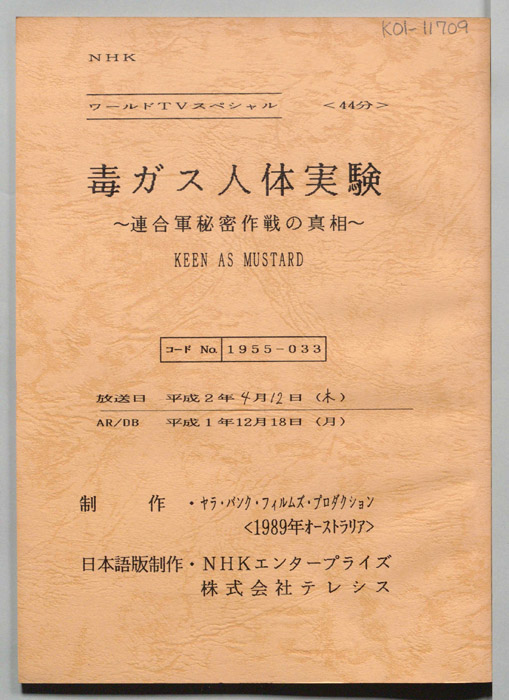 K01-11709
NHK
ワールドTVスペシャル <44分>
毒ガス人体実験
~連合軍秘密作戦の真相~
KEEN AS MUSTARD
コード No. 1955-033
放送日 平成2年4月12日(木)
AR/DB 平成1年12月18日(月)
制 作・ヤラ・バンク・フィルムズ・プロダクション
<1989年オーストラリア>
日本語版制作・NHKエンタープライズ
株式会社テレシス